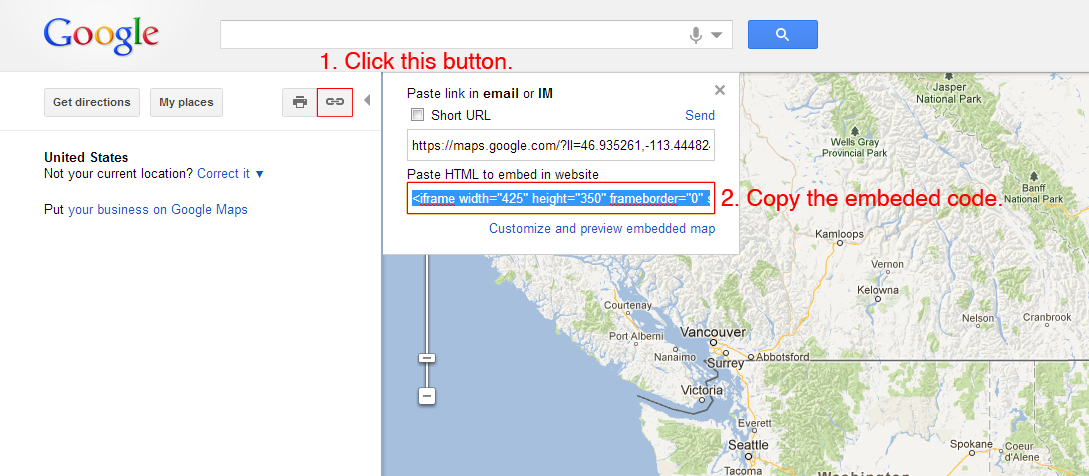 Google
1. Click this button.
Get directions
My places
Paste link in email or IM
Short URL
Send
https://maps.google.com/?ll=46.935261,-113.44482
Paste HTML to embed in website
<iframe width="425" height="350" frameborder="0" s
2. Copy the embeded code.
Customize and preview embedded map
United States
Not your current location? Correct it ▼
Put your business on Google Maps
Jasper
National Park
Wells Gray
Provincial Park
Banff
National Park
Kamloops
Vernon
Kelowna
Courtenay
Nelson
Cranbrook
Port Alberni
Vancouver
Nanaimo
Surrey
Abbotsford
Victoria
Seattle
Everett
Spokane
Coeur
d'Alene
Tacoma
Washington